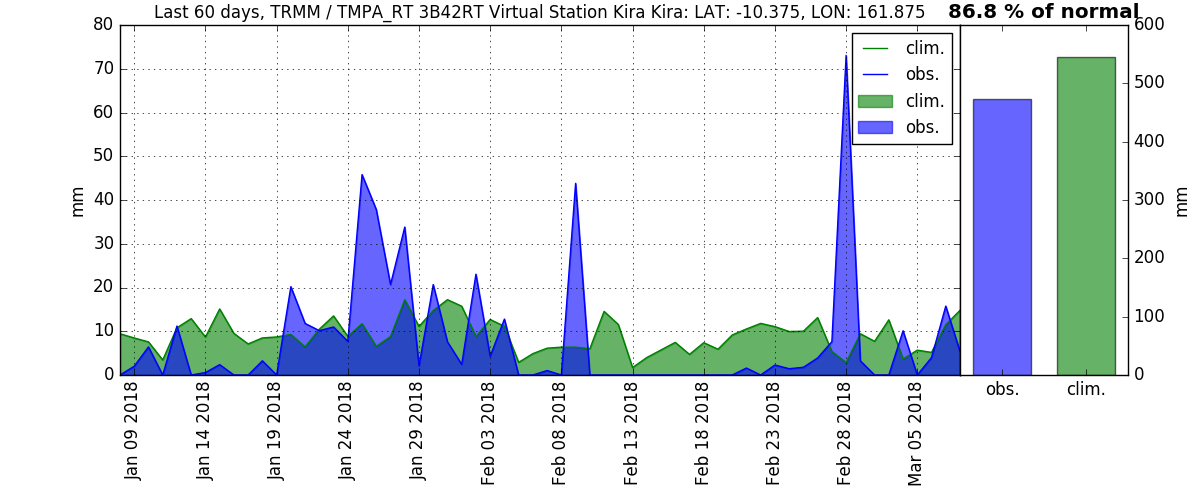 Last 60 days, TRMM / TMPA_RT 3B42RT Virtual Station Kira Kira: LAT: -10.375, LON: 161.875
86.8 % of normal
80
70
60
50
40
30
20
10
0
mm
clim.
obs.
clim.
obs.
600
500
400
300
200
100
0
mm
obs.
clim.
Jan 09 2018
Jan 14 2018
Jan 19 2018
Jan 24 2018
Jan 29 2018
Feb 03 2018
Feb 08 2018
Feb 13 2018
Feb 18 2018
Feb 23 2018
Feb 28 2018
Mar 05 2018